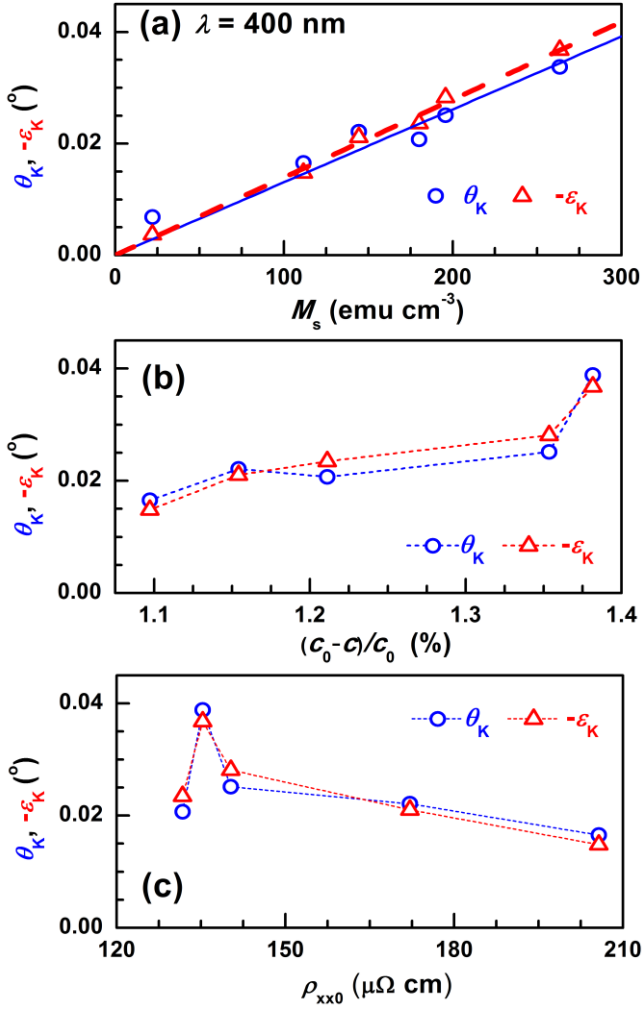 (a) λ = 400 nm
0.04
0.02
0.00
θK, -εK (°)
θK -εK
0 100 200 300
Ms (emu cm-3)
(b)
0.04
0.02
0.00
θK, -εK (°)
θK -εK
1.1 1.2 1.3 1.4
(c0-c)/c0 (%)
0.04
0.02
0.00
θK, -εK (°)
θK -εK
(c)
120 150 180 210
ρxx0 (μΩ cm)